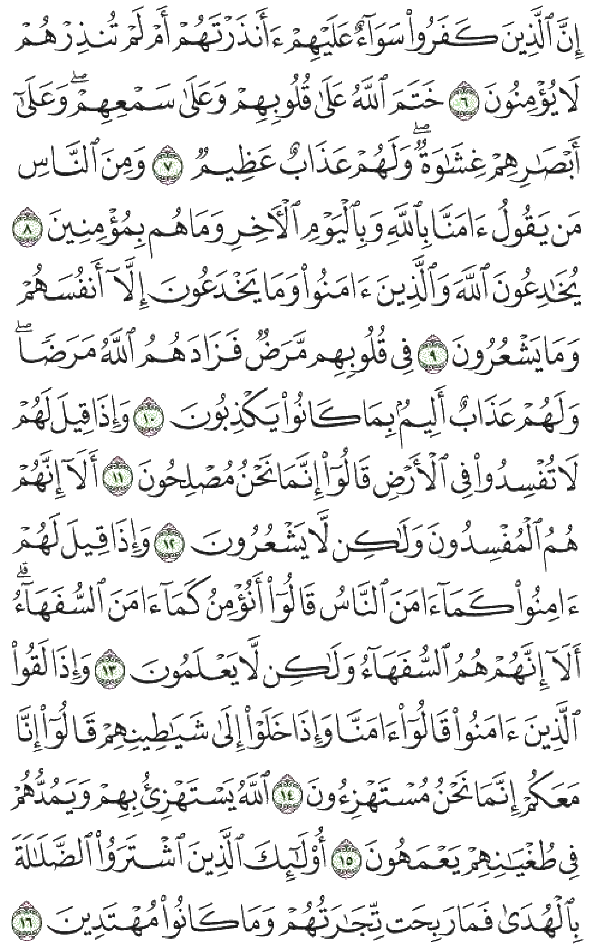 إِنَّ ٱلَّذِينَ كَفَرُوا۟ سَوَآءٌ عَلَيْهِمْ ءَأَنذَرْتَهُمْ أَمْ لَمْ تُنذِرْهُمْ
لَا يُؤْمِنُونَ ٦ خَتَمَ ٱللَّهُ عَلَىٰ قُلُوبِهِمْ وَعَلَىٰ سَمْعِهِمْ ۖ وَعَلَىٰٓ
أَبْصَـٰرِهِمْ غِشَـٰوَةٌ ۖ وَلَهُمْ عَذَابٌ عَظِيمٌ ٧ وَمِنَ ٱلنَّاسِ
مَن يَقُولُ ءَامَنَّا بِٱللَّهِ وَبِٱلْيَوْمِ ٱلْـَٔاخِرِ وَمَا هُم بِمُؤْمِنِينَ ٨
يُخَـٰدِعُونَ ٱللَّهَ وَٱلَّذِينَ ءَامَنُوا۟ وَمَا يَخْدَعُونَ إِلَّآ أَنفُسَهُمْ
وَمَا يَشْعُرُونَ ٩ فِى قُلُوبِهِم مَّرَضٌ فَزَادَهُمُ ٱللَّهُ مَرَضًا ۖ
وَلَهُمْ عَذَابٌ أَلِيمٌۢ بِمَا كَانُوا۟ يَكْذِبُونَ ١٠ وَإِذَا قِيلَ لَهُمْ
لَا تُفْسِدُوا۟ فِى ٱلْأَرْضِ قَالُوٓا۟ إِنَّمَا نَحْنُ مُصْلِحُونَ ١١ أَلَآ إِنَّهُمْ
هُمُ ٱلْمُفْسِدُونَ وَلَـٰكِن لَّا يَشْعُرُونَ ١٢ وَإِذَا قِيلَ لَهُمْ
ءَامِنُوا۟ كَمَآ ءَامَنَ ٱلنَّاسُ قَالُوٓا۟ أَنُؤْمِنُ كَمَآ ءَامَنَ ٱلسُّفَهَآءُ ۗ
أَلَآ إِنَّهُمْ هُمُ ٱلسُّفَهَآءُ وَلَـٰكِن لَّا يَعْلَمُونَ ١٣ وَإِذَا لَقُوا۟
ٱلَّذِينَ ءَامَنُوا۟ قَالُوٓا۟ ءَامَنَّا وَإِذَا خَلَوْا۟ إِلَىٰ شَيَـٰطِينِهِمْ قَالُوٓا۟ إِنَّا
مَعَكُمْ إِنَّمَا نَحْنُ مُسْتَهْزِءُونَ ١٤ ٱللَّهُ يَسْتَهْزِئُ بِهِمْ وَيَمُدُّهُمْ
فِى طُغْيَـٰنِهِمْ يَعْمَهُونَ ١٥ أُو۟لَـٰٓئِكَ ٱلَّذِينَ ٱشْتَرَوُا۟ ٱلضَّلَـٰلَةَ
بِٱلْهُدَىٰ فَمَا رَبِحَت تِّجَـٰرَتُهُمْ وَمَا كَانُوا۟ مُهْتَدِينَ ١٦